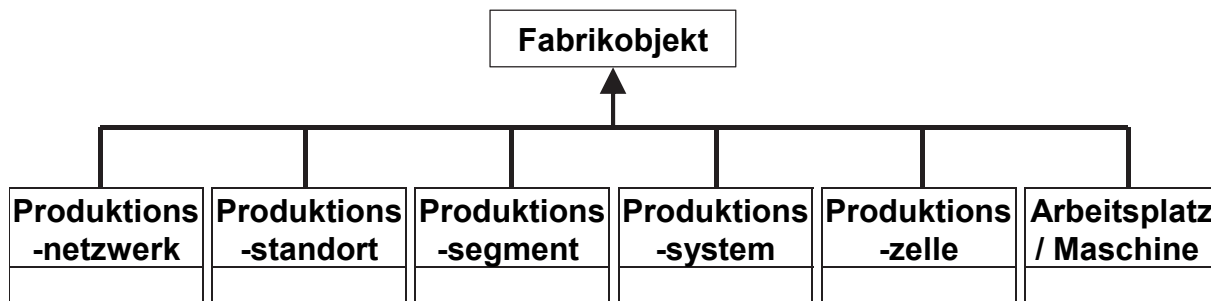 Fabrikobjekt
Produktions
-netzwerk
Produktions
-standort
Produktions
-segment
Produktions
-system
Produktions
-zelle
Arbeitsplatz
/ Maschine